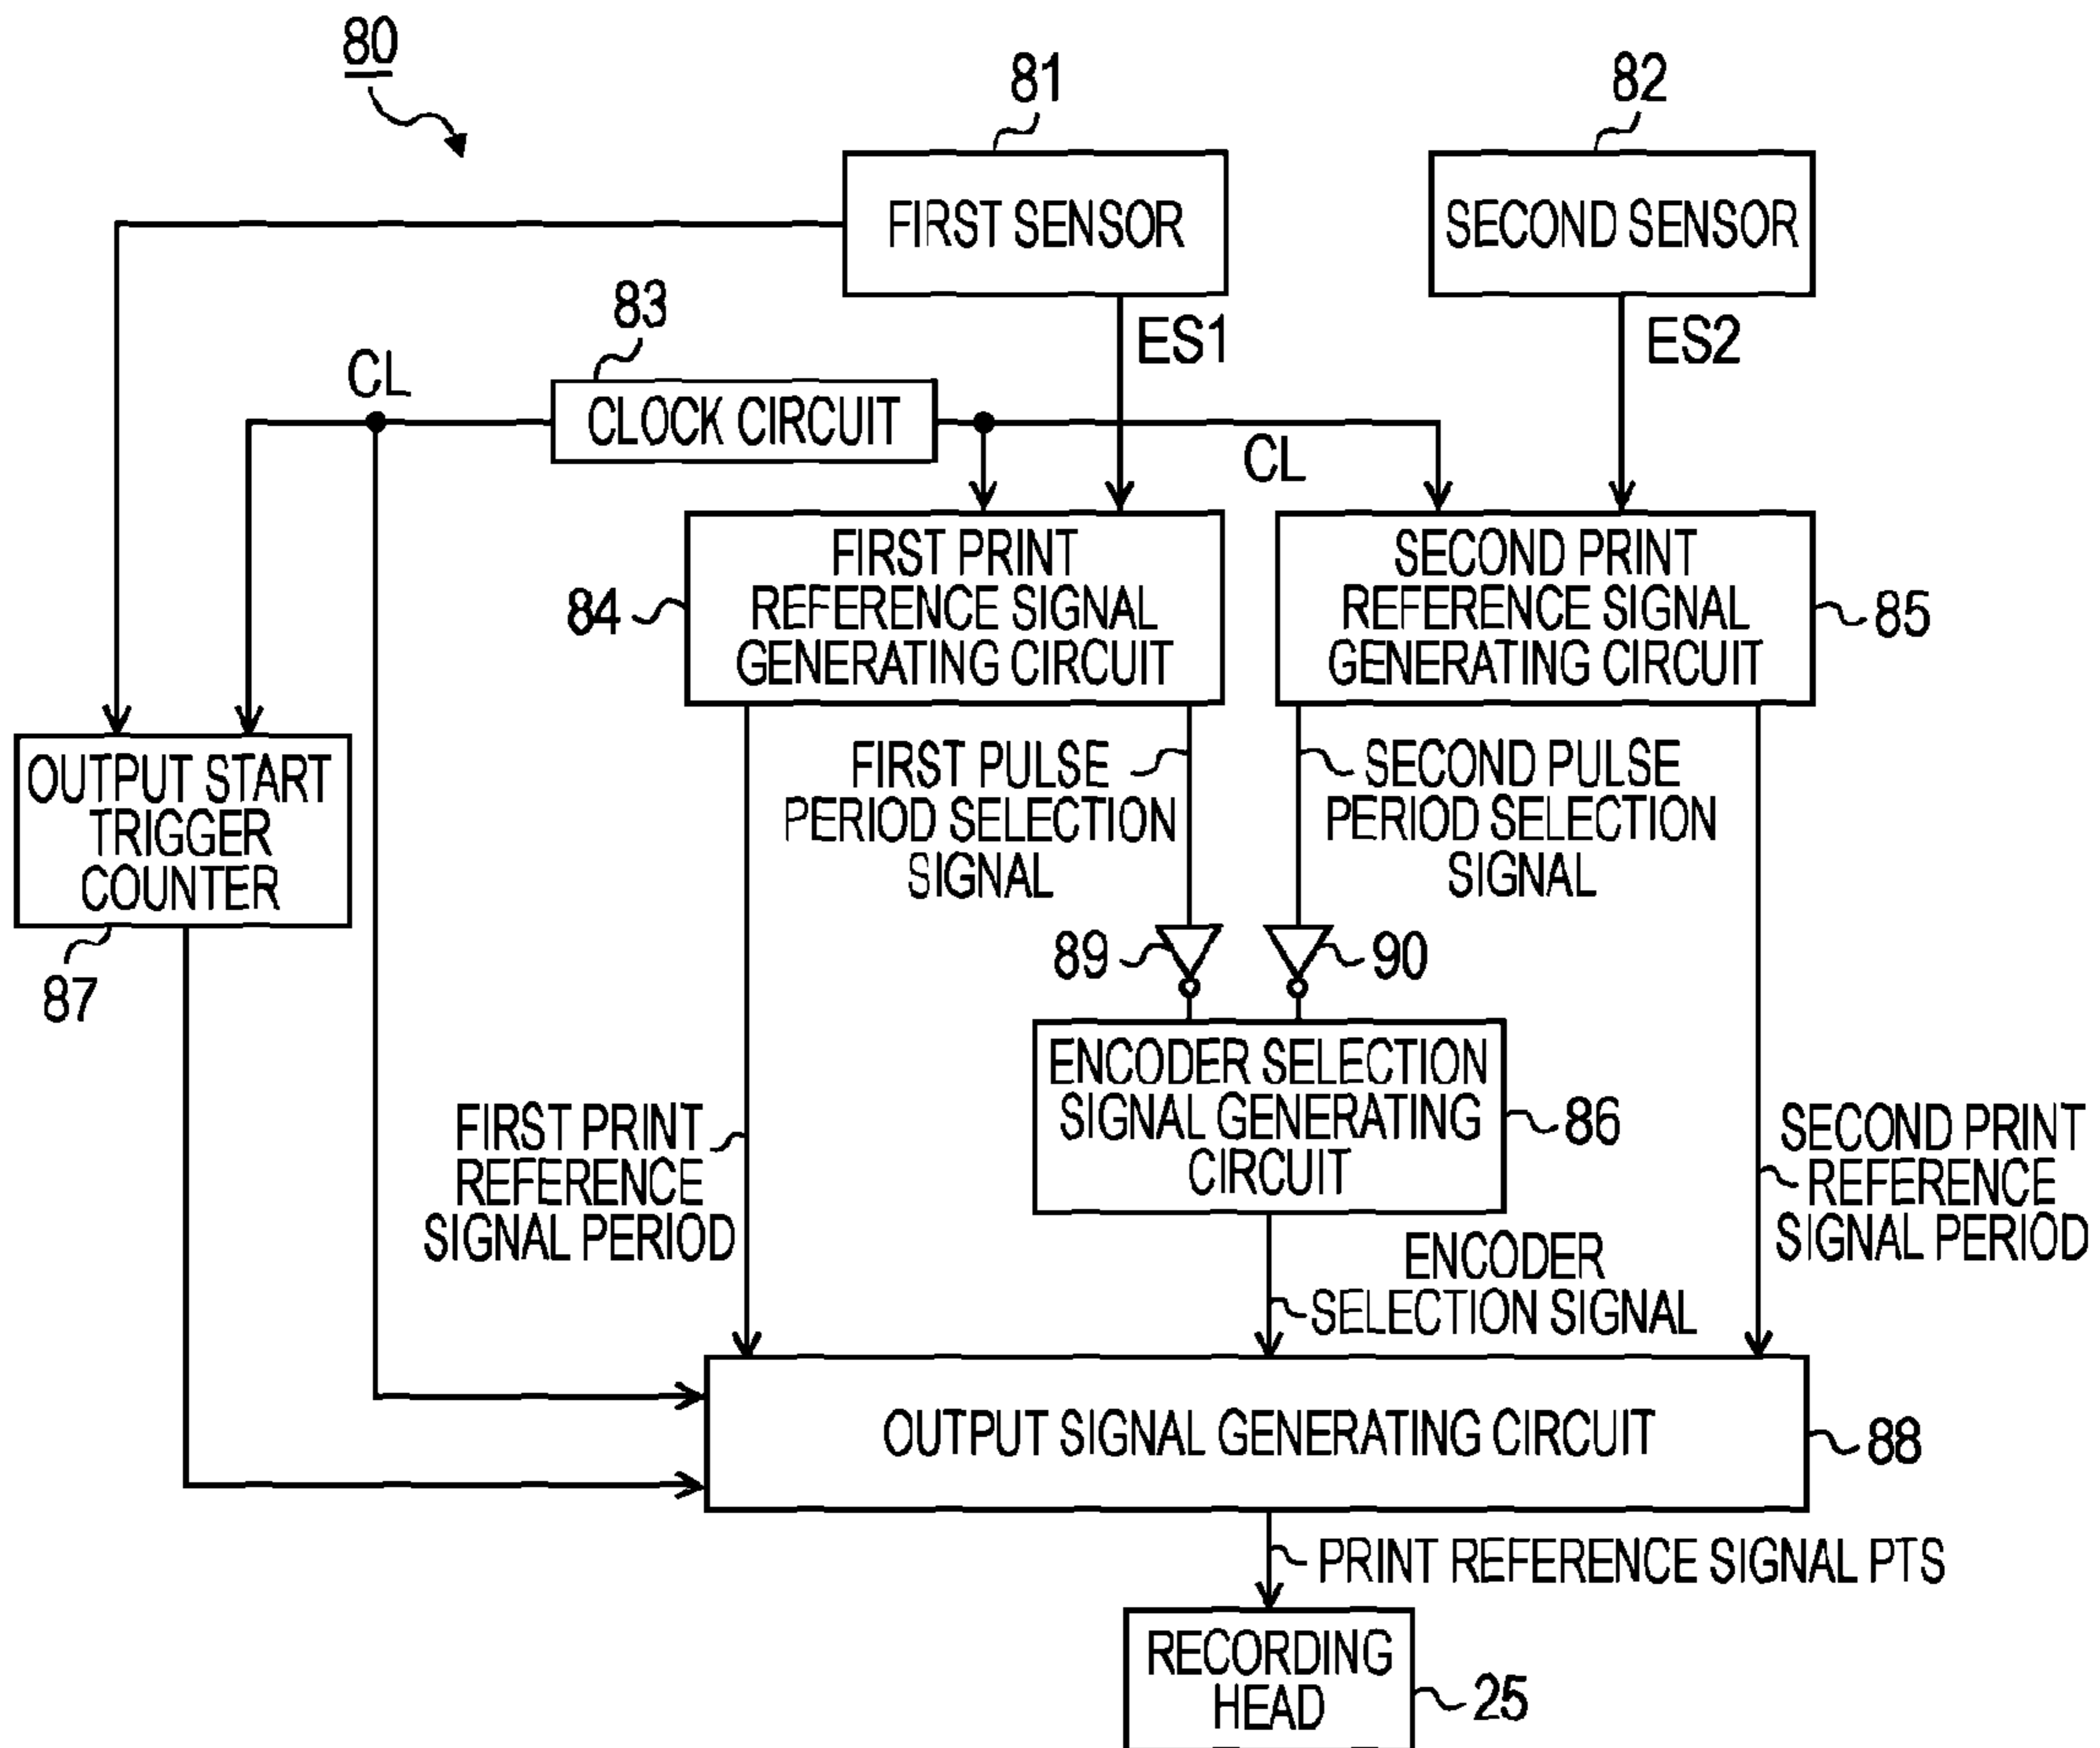 80
81
82
FIRST SENSOR
SECOND SENSOR
83
ES1
ES2
CL
CLOCK CIRCUIT
CL
FIRST PRINT
REFERENCE SIGNAL
GENERATING CIRCUIT
84
SECOND PRINT
REFERENCE SIGNAL
GENERATING CIRCUIT
85
OUTPUT START
TRIGGER
COUNTER
87
FIRST PULSE
PERIOD SELECTION
SIGNAL
SECOND PULSE
PERIOD SELECTION
SIGNAL
89
90
ENCODER SELECTION
SIGNAL GENERATING
CIRCUIT
86
FIRST PRINT
REFERENCE
SIGNAL PERIOD
SECOND PRINT
REFERENCE
SIGNAL PERIOD
ENCODER
SELECTION SIGNAL
OUTPUT SIGNAL GENERATING CIRCUIT
88
PRINT REFERENCE SIGNAL PTS
RECORDING
HEAD
25